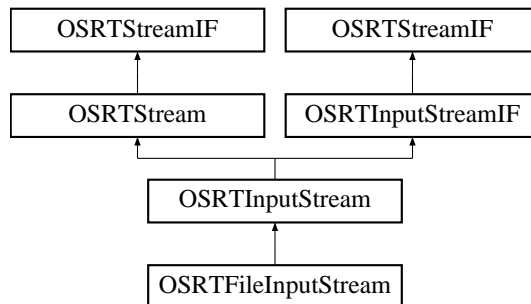 OSRTStreamIF
OSRTStreamIF
OSRTStream
OSRTInputStreamIF
OSRTInputStream
OSRTFileInputStream